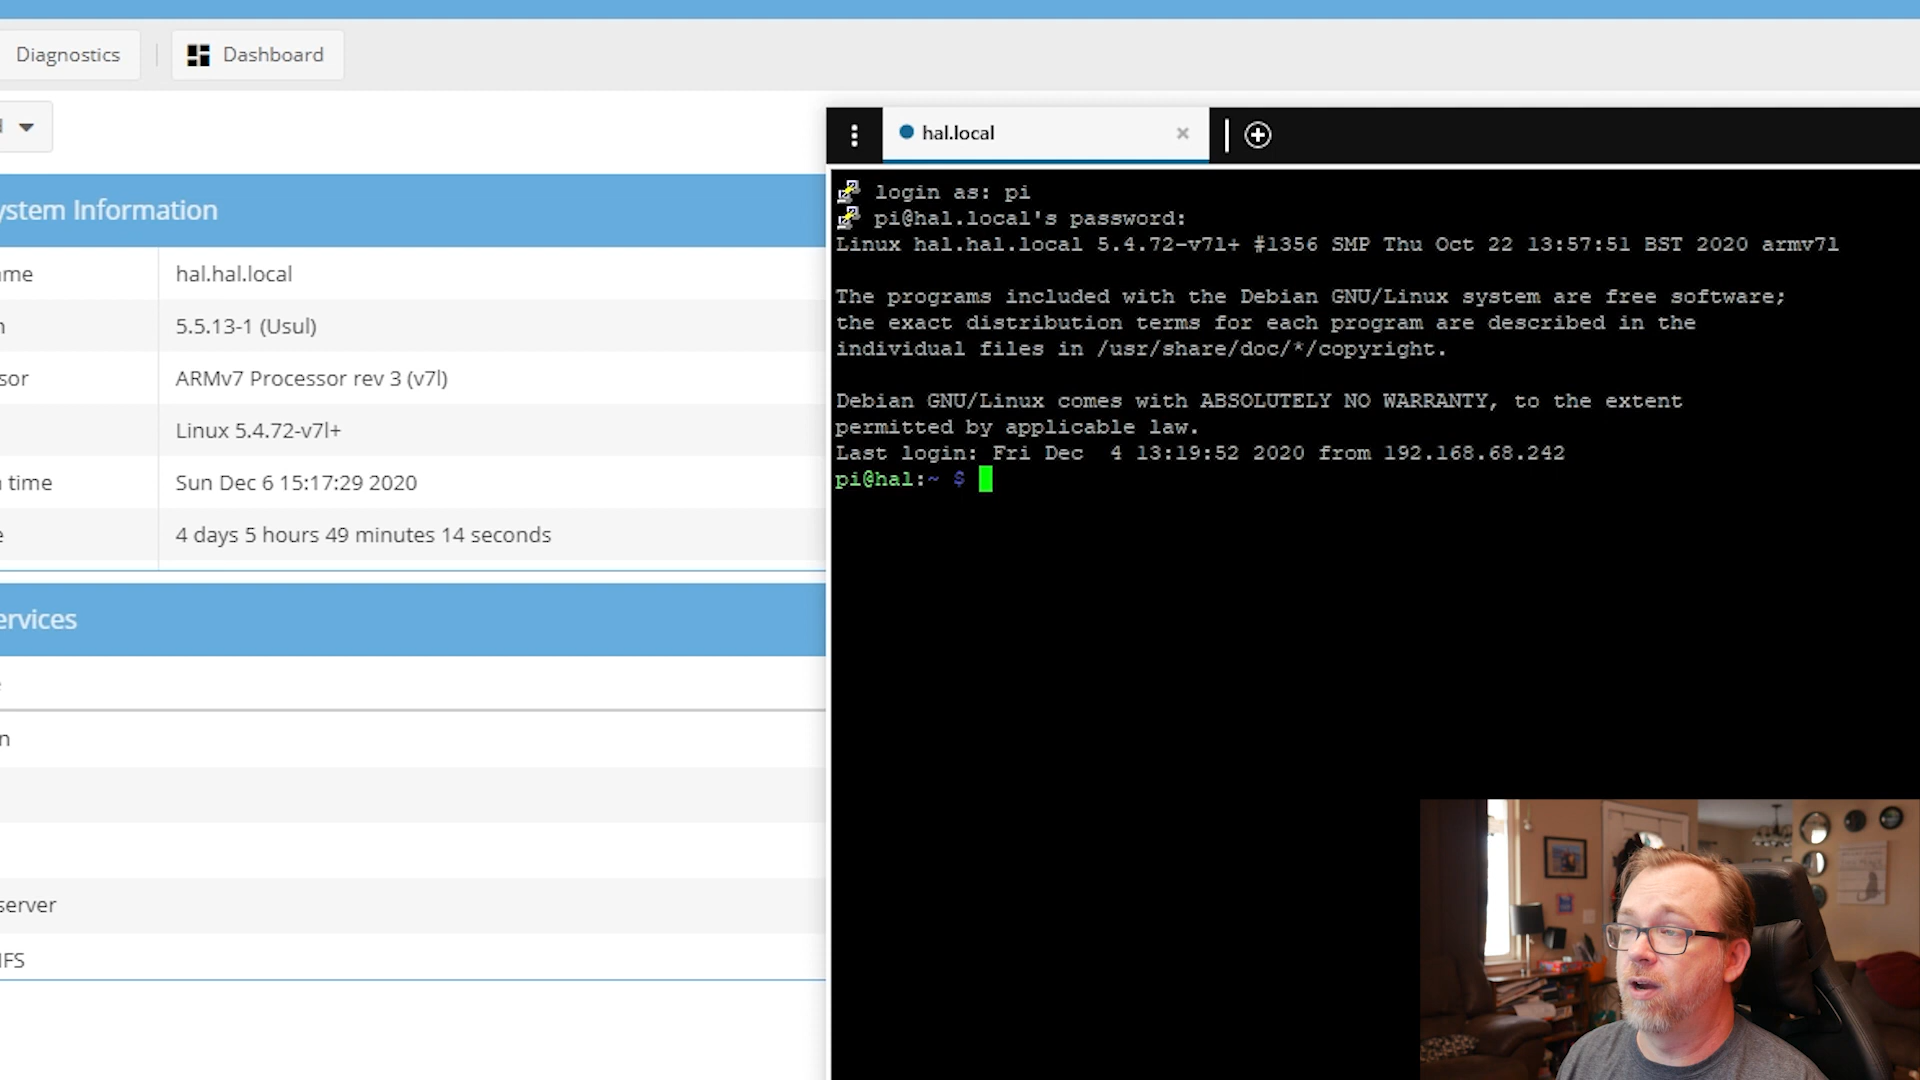 Diagnostics
Dashboard
ystem Information
me
hal.hal.local
n
5.5.13-1 (Usul)
sor
ARMv7 Processor rev 3 (v7l)
Linux 5.4.72-v7l+
time
Sun Dec 6 15:17:29 2020
e
4 days 5 hours 49 minutes 14 seconds
ervices
n
server
IFS
hal.local
login as: pi
pi@hal.local's password:
Linux hal.hal.local 5.4.72-v7l+ #1356 SMP Thu Oct 22 13:57:51 BST 2020 armv7l
The programs included with the Debian GNU/Linux system are free software;
the exact distribution terms for each program are described in the
individual files in /usr/share/doc/*/copyright.
Debian GNU/Linux comes with ABSOLUTELY NO WARRANTY, to the extent
permitted by applicable law.
Last login: Fri Dec  4 13:19:52 2020 from 192.168.68.242
pi@hal:~ $